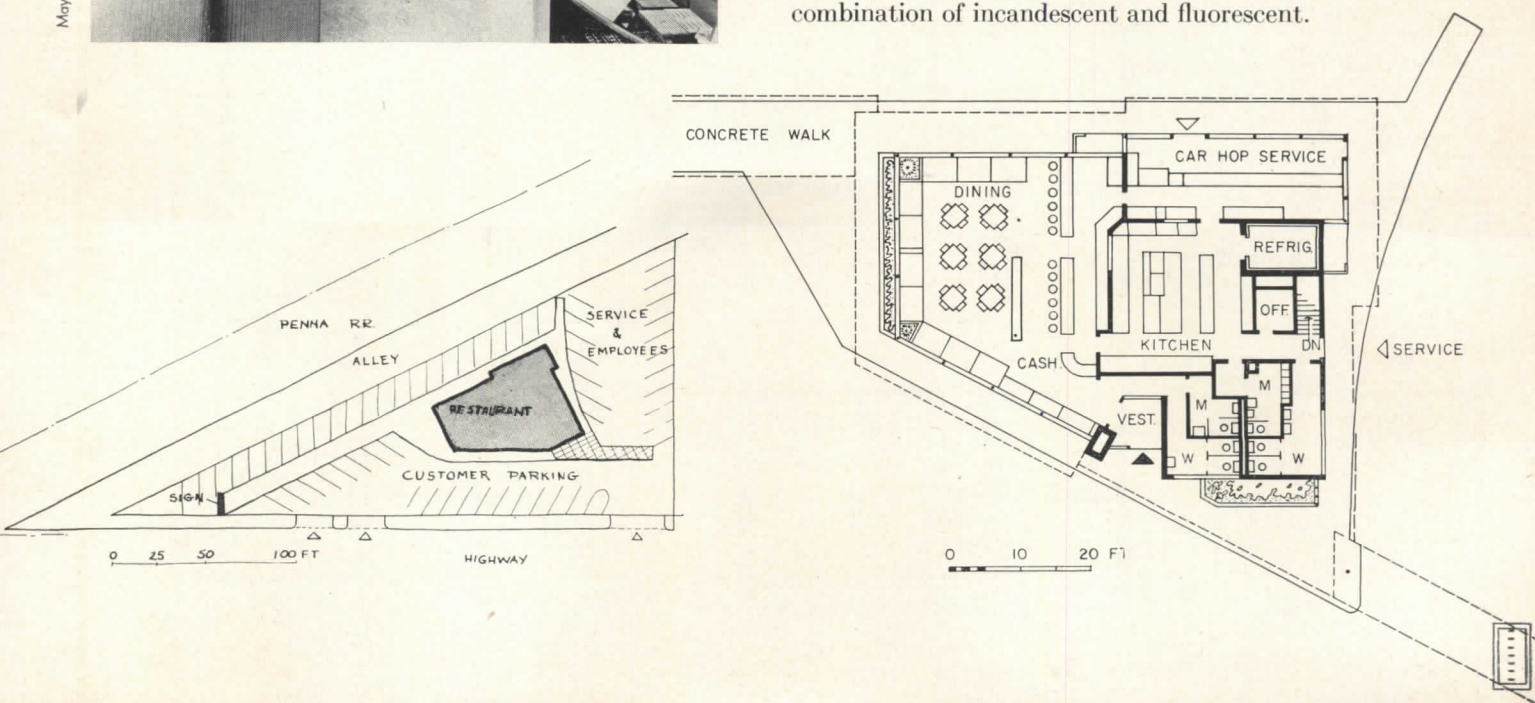 May
combination of incandescent and fluorescent.
PENNA RR.
ALLEY
SERVICE
&
EMPLOYEES
RESTAURANT
CUSTOMER PARKING
SIGN
0 25 50 100 FT
HIGHWAY
CONCRETE WALK
CAR HOP SERVICE
DINING
REFRIG.
OFF.
KITCHEN
DN
SERVICE
CASH.
M
M
VEST.
W
W
0 10 20 FT